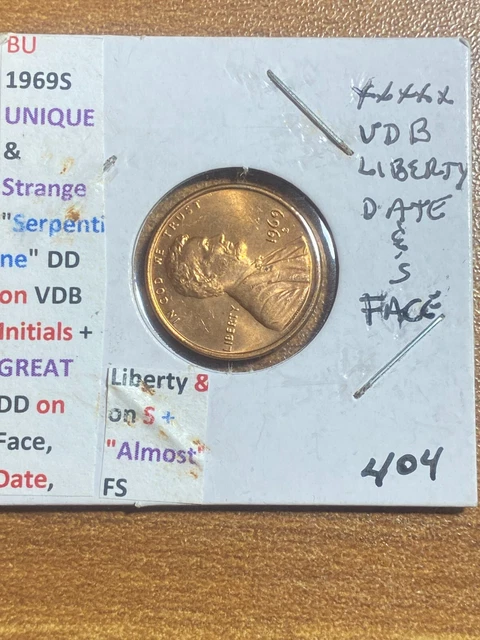 BU
1969S
UNIQUE
&
Strange
"Serpenti
ne" DD
on VDB
Initials +
GREAT
DD on
Face,
Date,
Liberty &
on S +
"Almost"
FS
IN GOD WE TRUST
LIBERTY
1969
S
xxxxx
VDB
LIBERTY
DATE
&
S
FACE
404